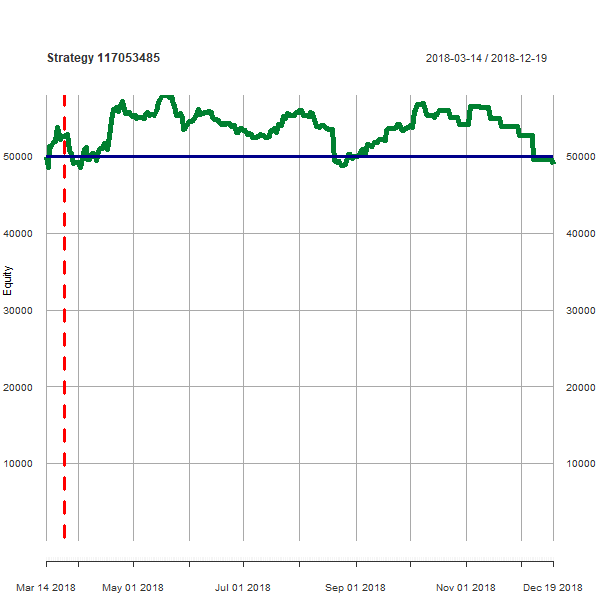 Strategy 117053485 2018-03-14 / 2018-12-19
50000 50000
40000 40000
Equity
30000 30000
20000 20000
10000 10000
Mar 14 2018 May 01 2018 Jul 01 2018 Sep 01 2018 Nov 01 2018 Dec 19 2018